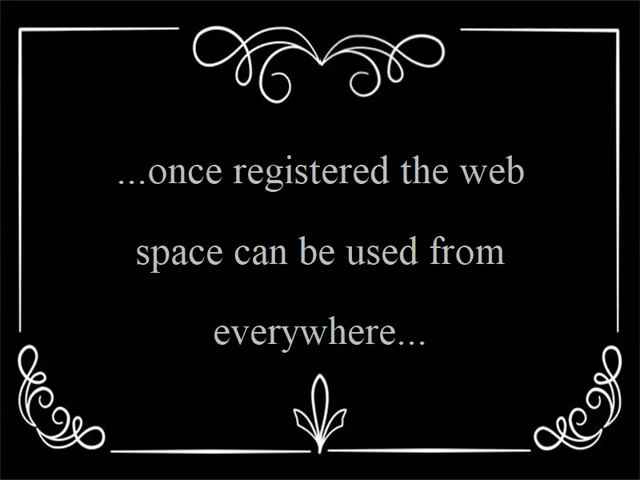 ...once registered the web
space can be used from
everywhere...